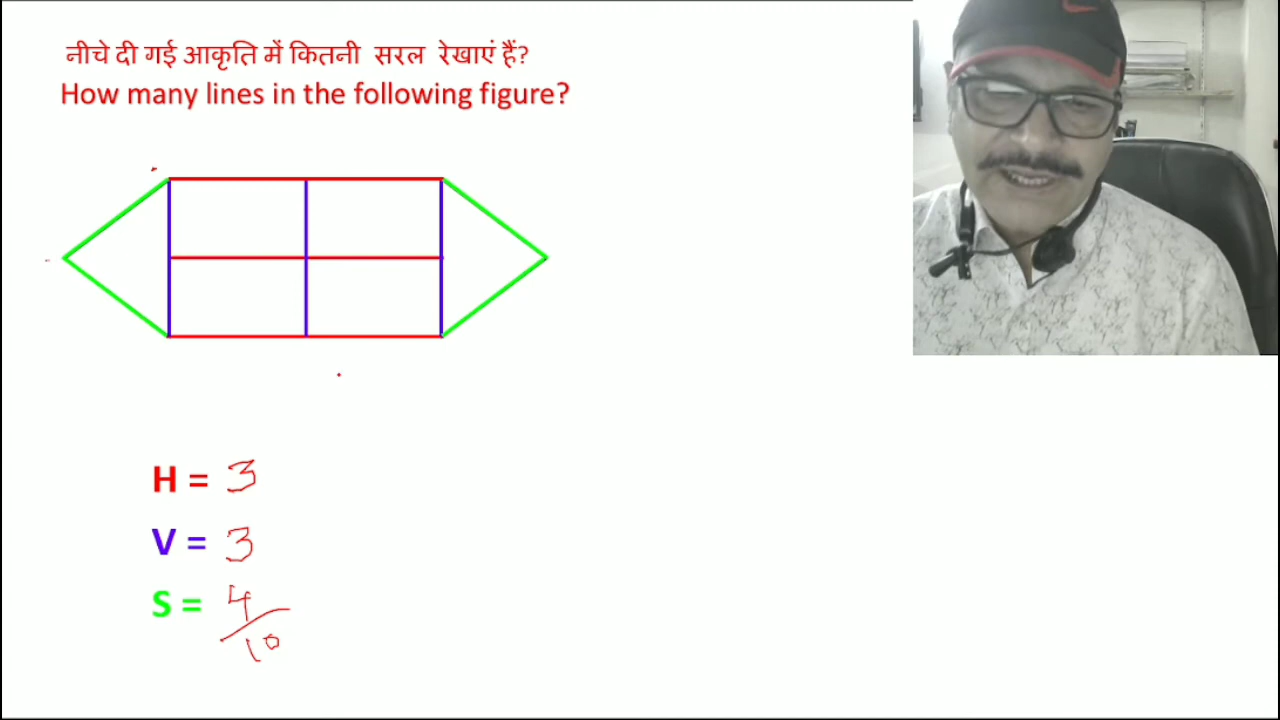 नीचे दी गई आकृति में कितनी सरल रेखाएं हैं?
How many lines in the following figure?
H = 3
V = 3
S = 4
10